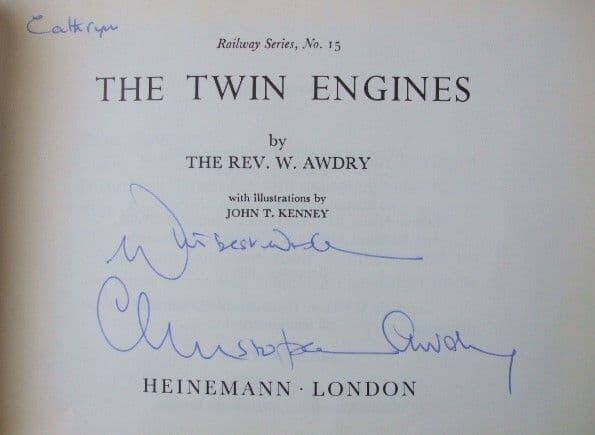 Cathryn
Railway Series, No. 15
THE TWIN ENGINES
by
THE REV. W. AWDRY
with illustrations by
JOHN T. KENNEY
With best wishes
Christopher Awdry
HEINEMANN · LONDON